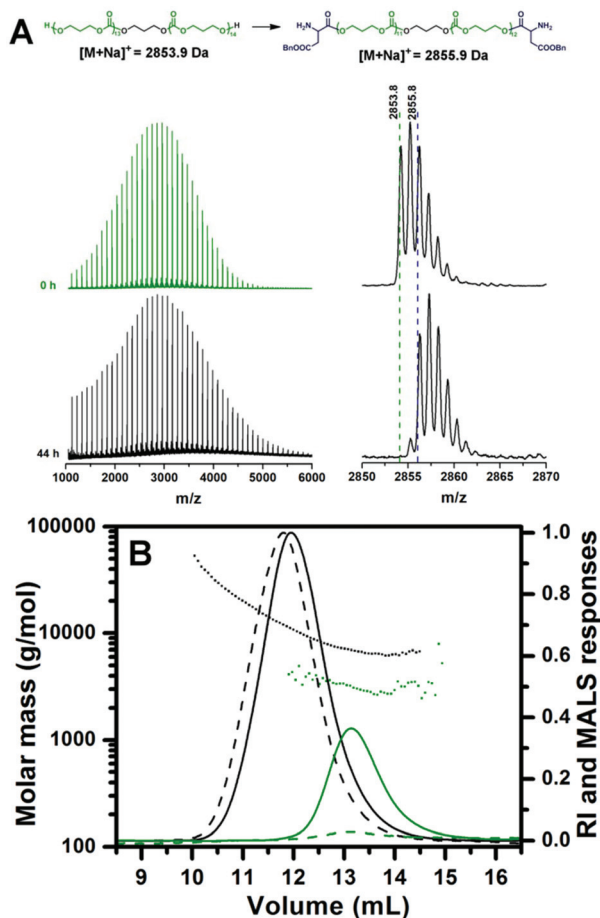 A
[M+Na]⁺ = 2853.9 Da
[M+Na]⁺ = 2855.9 Da
BnO₂C
CO₂Bn
NH₂
2853.8
2855.8
0 h
44 h
1000 2000 3000 4000 5000 6000
m/z
2850 2855 2860 2865 2870
m/z
B
100000
10000
1000
100
Molar mass (g/mol)
1.0
0.8
0.6
0.4
0.2
0.0
RI and MALS responses
9 10 11 12 13 14 15 16
Volume (mL)